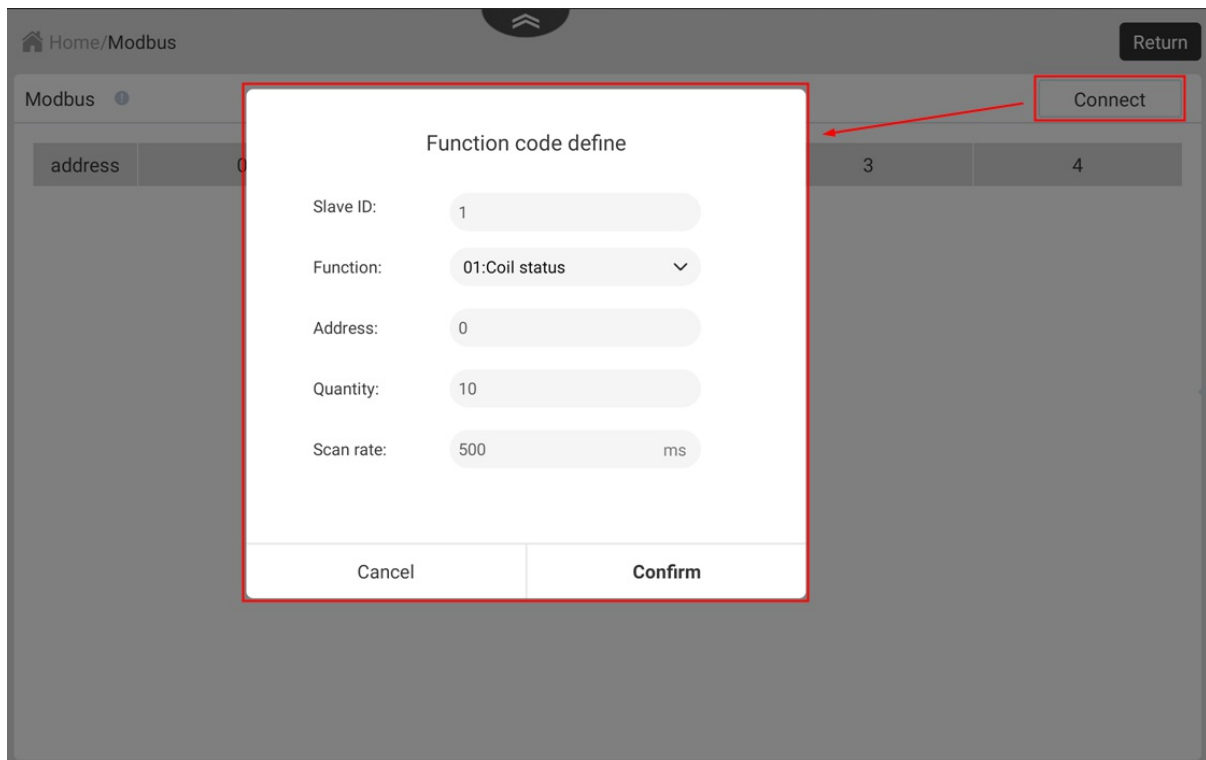 Home/Modbus
Return
Modbus
Connect
address 0 3 4
Function code define
Slave ID: 1
Function: 01:Coil status
Address: 0
Quantity: 10
Scan rate: 500 ms
Cancel Confirm